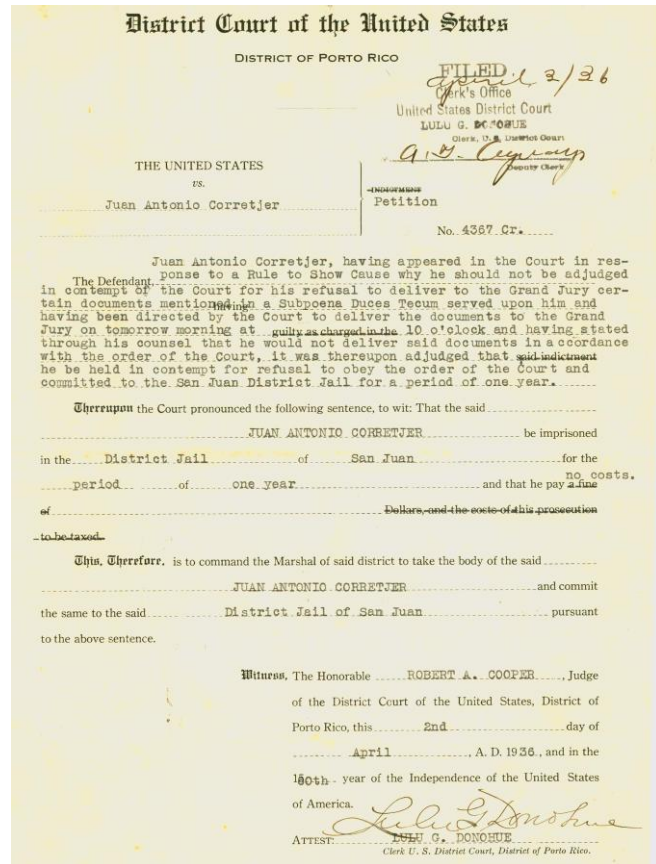 District Court of the United States
DISTRICT OF PORTO RICO
FILED
April 2/36
Clerk's Office
United States District Court
LULU G. DONOHUE
Clerk, U. S. District Court
Deputy Clerk
THE UNITED STATES
vs.
Juan Antonio Corretjer
INDICTMENT
Petition
No. 4367 Cr.
Juan Antonio Corretjer, having appeared in the Court in res-
The Defendant, ponse to a Rule to Show Cause why he should not be adjudged
in contempt of the Court for his refusal to deliver to the Grand Jury cer-
tain documents mentioned in a Subpoena Duces Tecum served upon him and
having
having been directed by the Court to deliver the documents to the Grand
Jury on tomorrow morning at guilty as charged in the 10 o'clock and having stated
through his counsel that he would not deliver said documents in accordance
with the order of the Court, it was thereupon adjudged that said indictment
he be held in contempt for refusal to obey the order of the Court and
committed to the San Juan District Jail for a period of one year.
Thereupon the Court pronounced the following sentence, to wit: That the said
JUAN ANTONIO CORRETJER be imprisoned
in the District Jail of San Juan for the
period of one year and that he pay a fine no costs.
of Dollars, and the costs of this prosecution
to be taxed.
This, Therefore, is to command the Marshal of said district to take the body of the said
JUAN ANTONIO CORRETJER and commit
the same to the said District Jail of San Juan pursuant
to the above sentence.
Witness, The Honorable ROBERT A. COOPER, Judge
of the District Court of the United States, District of
Porto Rico, this 2nd day of
April, A. D. 1936, and in the
160th year of the Independence of the United States
of America.
Lulu G Donohue
ATTEST: LULU G. DONOHUE
Clerk U. S. District Court, District of Porto Rico.